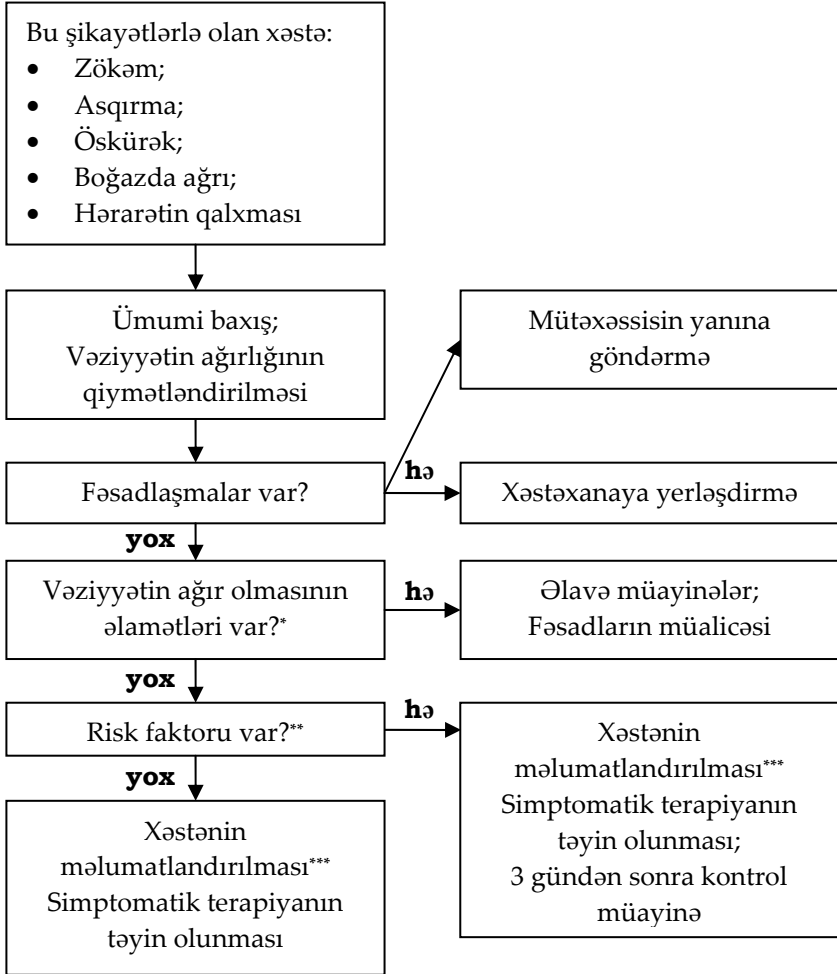 Bu şikayətlərlə olan xəstə:
• Zökəm;
• Asqırma;
• Öskürək;
• Boğazda ağrı;
• Hərarətin qalxması
Ümumi baxış;
Vəziyyətin ağırlığının
qiymətləndirilməsi
Mütəxəssisin yanına
göndərmə
Fəsadlaşmalar var?
hə
Xəstəxanaya yerləşdirmə
yox
Vəziyyətin ağır olmasının
əlamətləri var?*
hə
Əlavə müayinələr;
Fəsadların müalicəsi
yox
Risk faktoru var?**
hə
Xəstənin
məlumatlandırılması***
Simptomatik terapiyanın
təyin olunması;
3 gündən sonra kontrol
müayinə
yox
Xəstənin
məlumatlandırılması***
Simptomatik terapiyanın
təyin olunması